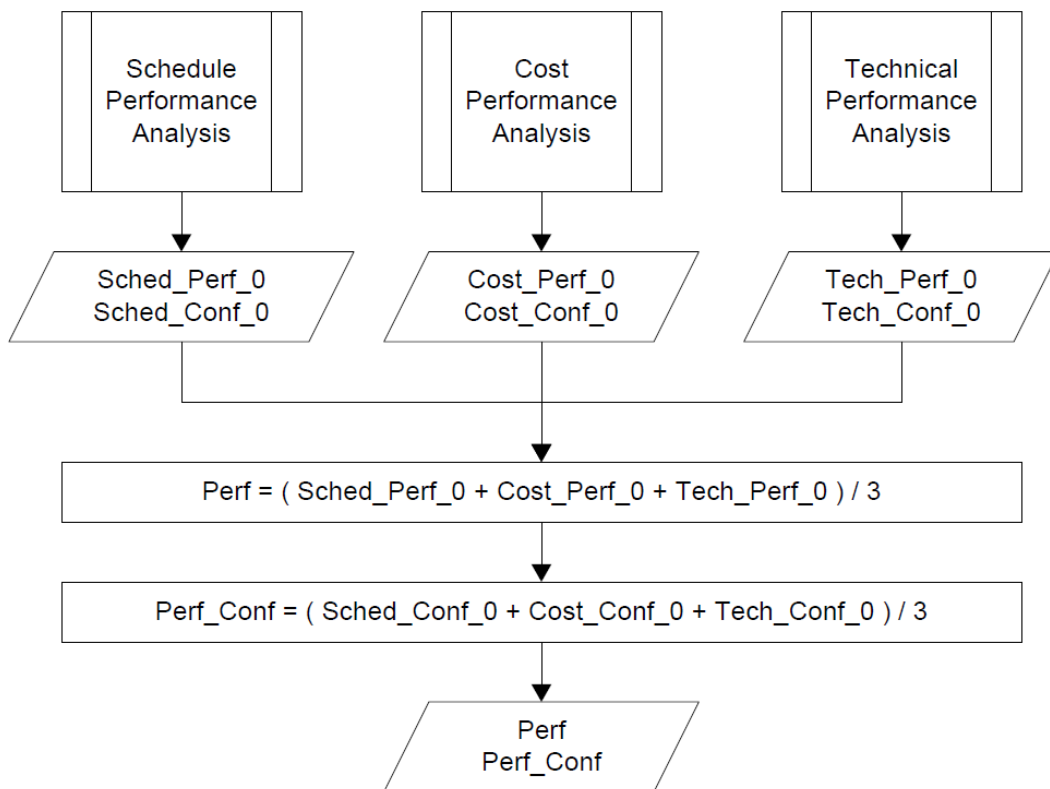 Schedule
Performance
Analysis
Cost
Performance
Analysis
Technical
Performance
Analysis
Sched_Perf_0
Sched_Conf_0
Cost_Perf_0
Cost_Conf_0
Tech_Perf_0
Tech_Conf_0
Perf = ( Sched_Perf_0 + Cost_Perf_0 + Tech_Perf_0 ) / 3
Perf_Conf = ( Sched_Conf_0 + Cost_Conf_0 + Tech_Conf_0 ) / 3
Perf
Perf_Conf